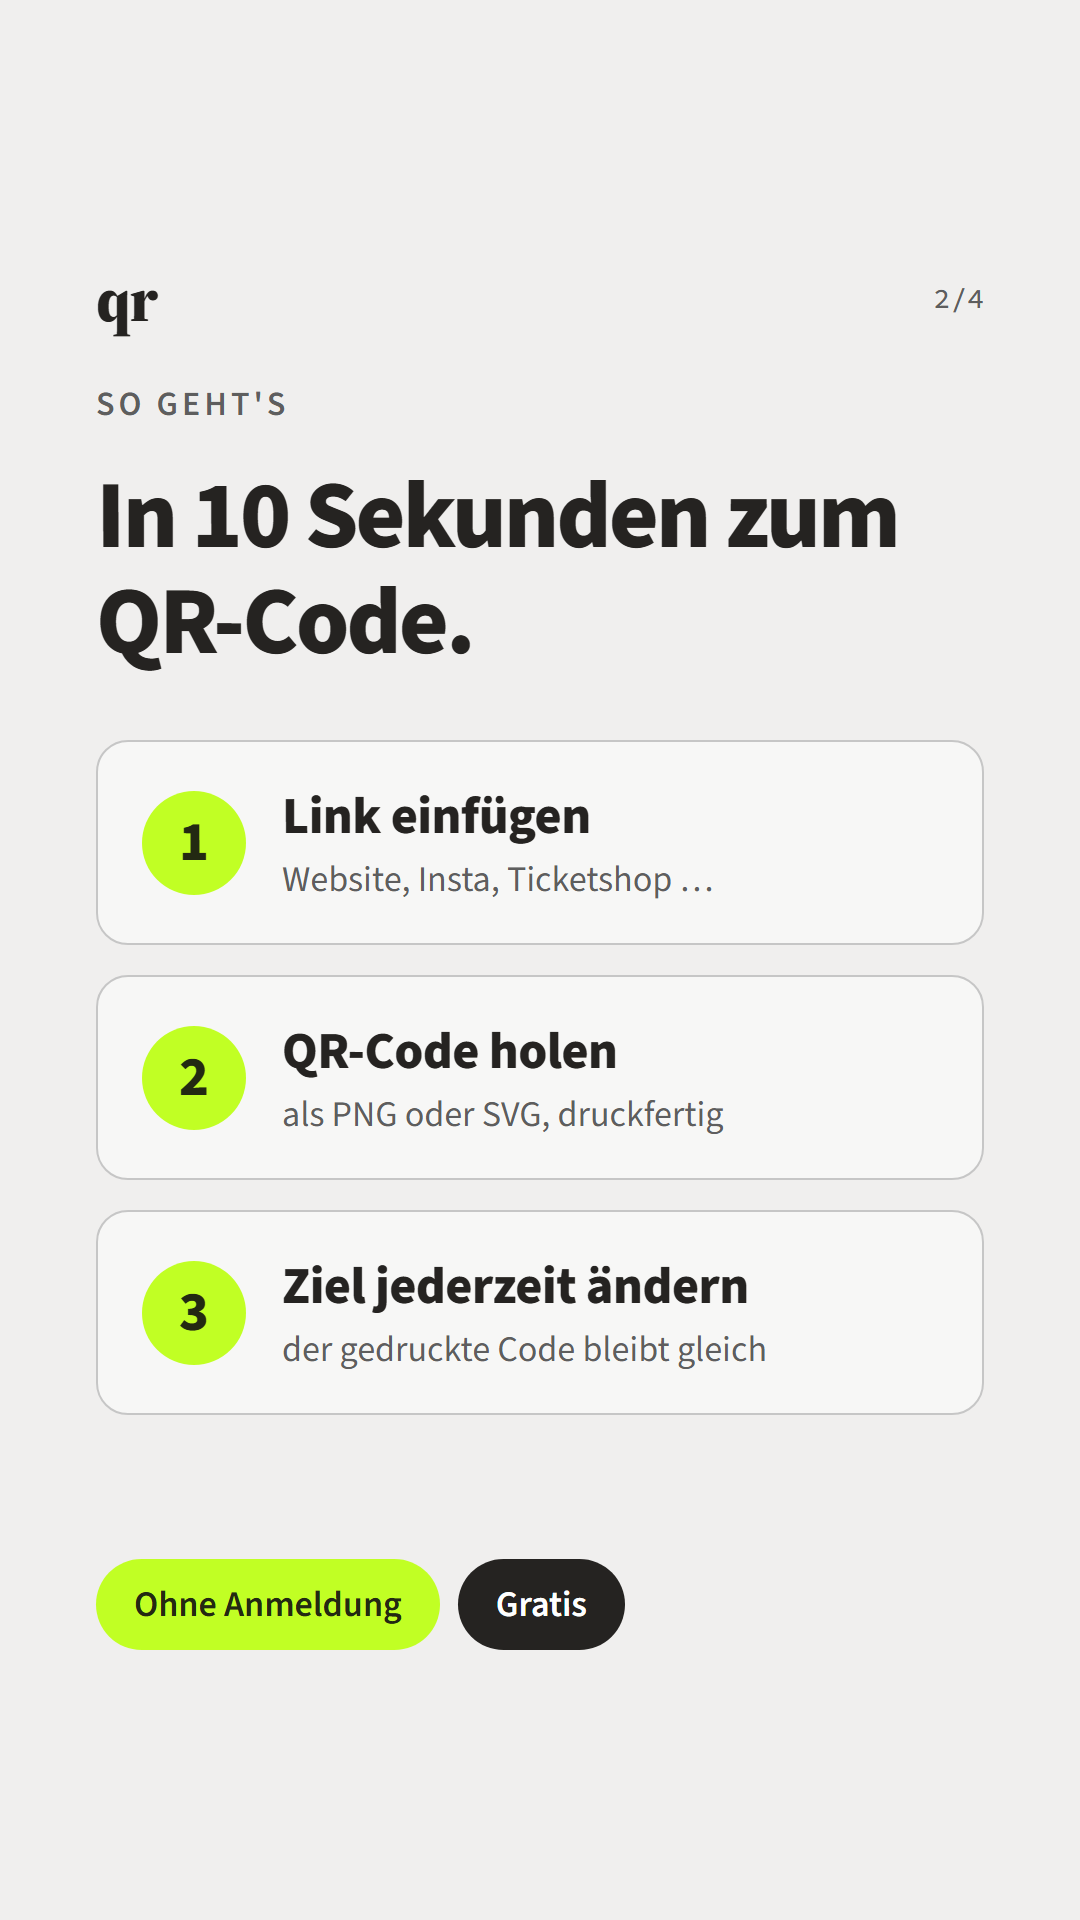 qr
2/4
SO GEHT'S
In 10 Sekunden zum
QR-Code.
1
Link einfügen
Website, Insta, Ticketshop …
2
QR-Code holen
als PNG oder SVG, druckfertig
3
Ziel jederzeit ändern
der gedruckte Code bleibt gleich
Ohne Anmeldung
Gratis